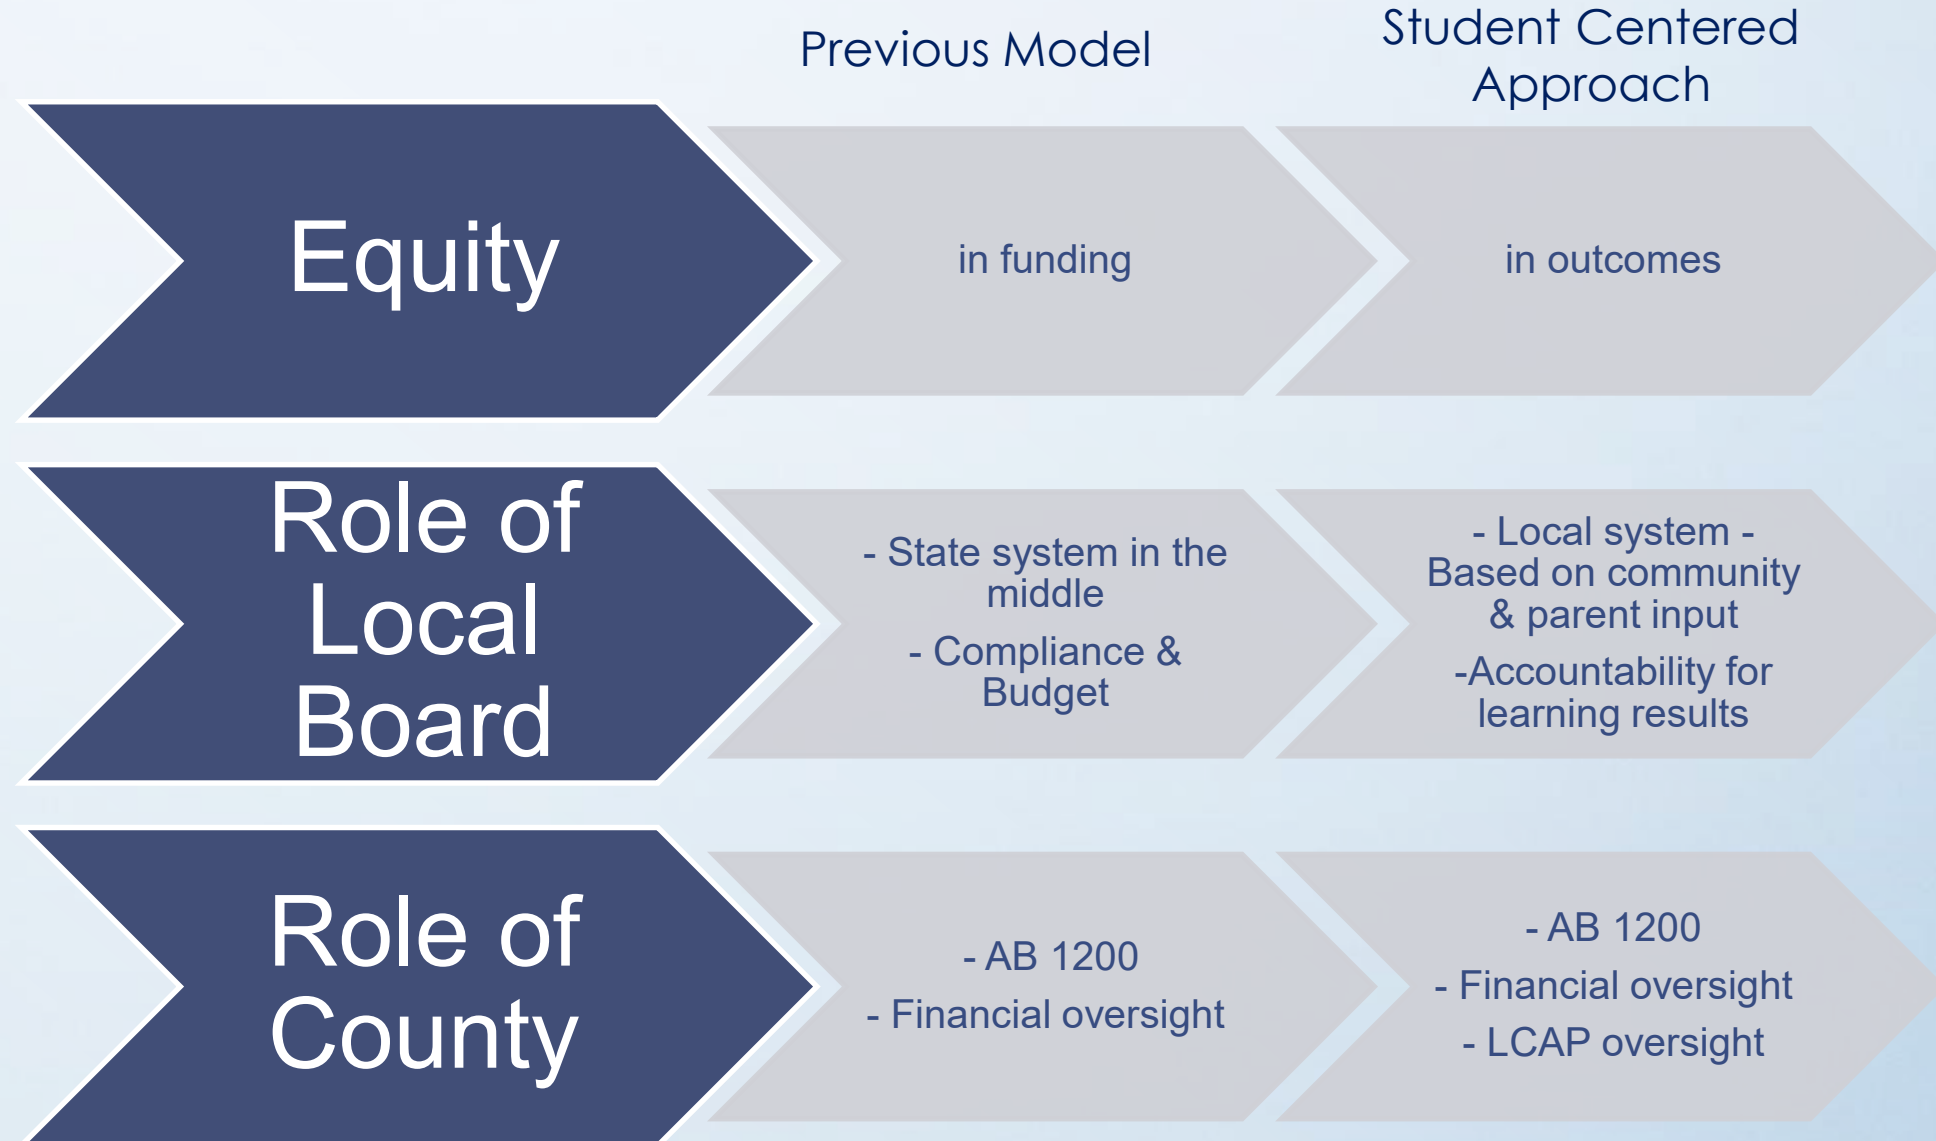 Previous Model
Student Centered
Approach
Equity
in funding
in outcomes
Role of
Local
Board
- State system in the
middle
- Compliance &
Budget
- Local system -
Based on community
& parent input
-Accountability for
learning results
Role of
County
- AB 1200
- Financial oversight
- AB 1200
- Financial oversight
- LCAP oversight